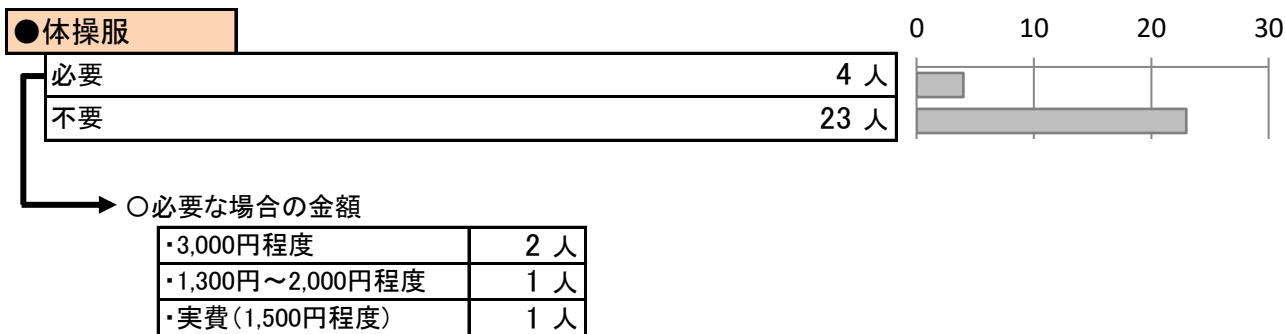 ●体操服
0 10 20 30
必要 4 人
不要 23 人
○必要な場合の金額
・3,000円程度 2 人
・1,300円～2,000円程度 1 人
・実費(1,500円程度) 1 人